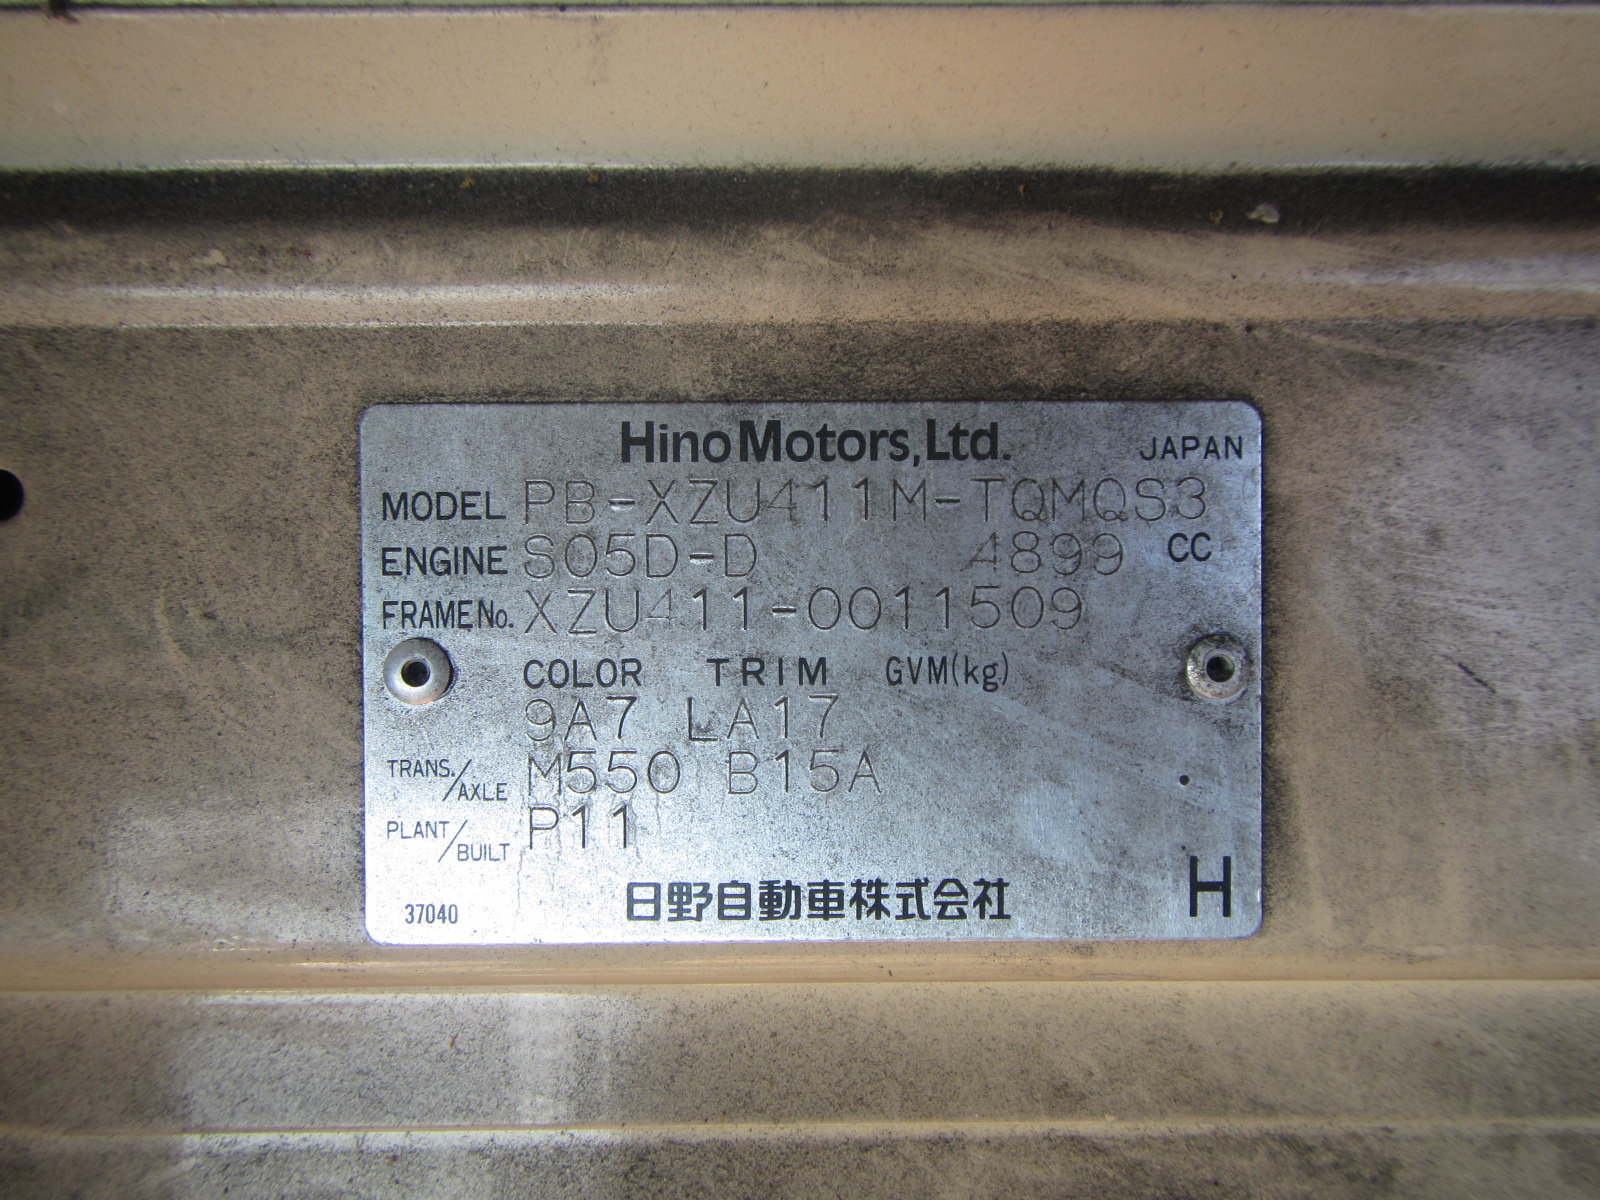 Hino Motors, Ltd. JAPAN
MODEL PB-XZU411M-TQMQS3
ENGINE S05D-D 4899 CC
FRAME No. XZU411-0011509
COLOR TRIM GVM(kg)
9A7 LA17
TRANS./AXLE M550 B15A
PLANT/BUILT P11
37040 日野自動車株式会社 H